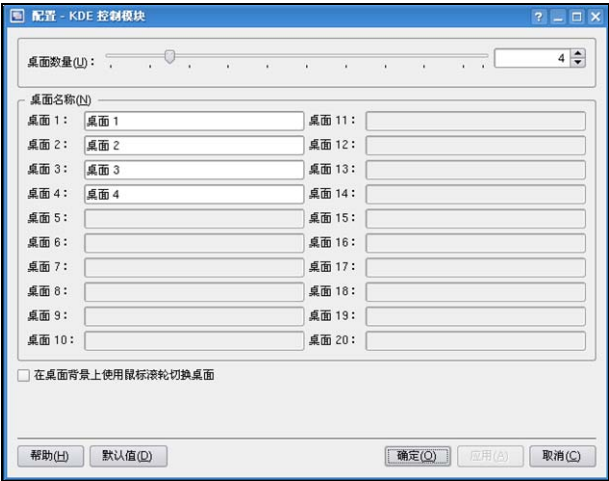 配置 - KDE 控制模块
桌面数量(U): 4
桌面名称(N)
桌面 1: 桌面 1 桌面 11:
桌面 2: 桌面 2 桌面 12:
桌面 3: 桌面 3 桌面 13:
桌面 4: 桌面 4 桌面 14:
桌面 5: 桌面 15:
桌面 6: 桌面 16:
桌面 7: 桌面 17:
桌面 8: 桌面 18:
桌面 9: 桌面 19:
桌面 10: 桌面 20:
在桌面背景上使用鼠标滚轮切换桌面
帮助(H) 默认值(D) 确定(O) 应用(A) 取消(C)